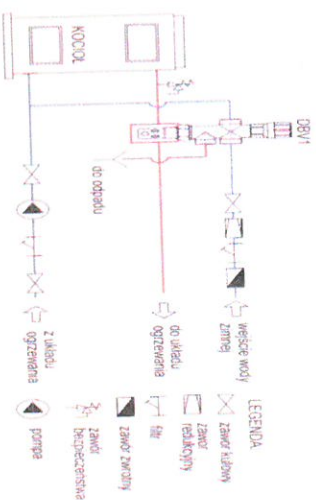 KOCIOŁ
DBV1
do odpadu
wejście wody
zimnej
do układu
ogrzewania
z układu
ogrzewania
LEGENDA
zawór kulowy
zawór
redukcyjny
filtr
zawór zwrotny
zawór
bezpieczeństwa
pompa